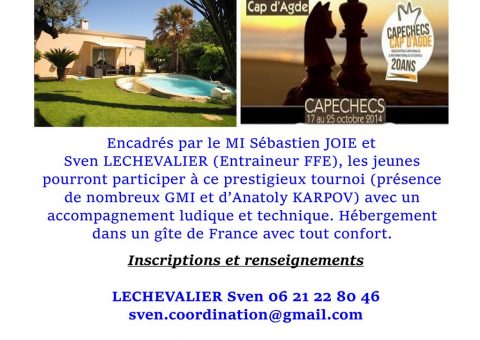 Cap d'Agde
CAPECHECS
CAP D'AGDE
20ANS
CAPECHECS
17 au 25 octobre 2014
Encadrés par le MI Sébastien JOIE et
Sven LECHEVALIER (Entraineur FFE), les jeunes
pourront participer à ce prestigieux tournoi (présence
de nombreux GMI et d'Anatoly KARPOV) avec un
accompagnement ludique et technique. Hébergement
dans un gîte de France avec tout confort.
Inscriptions et renseignements
LECHEVALIER Sven 06 21 22 80 46
sven.coordination@gmail.com